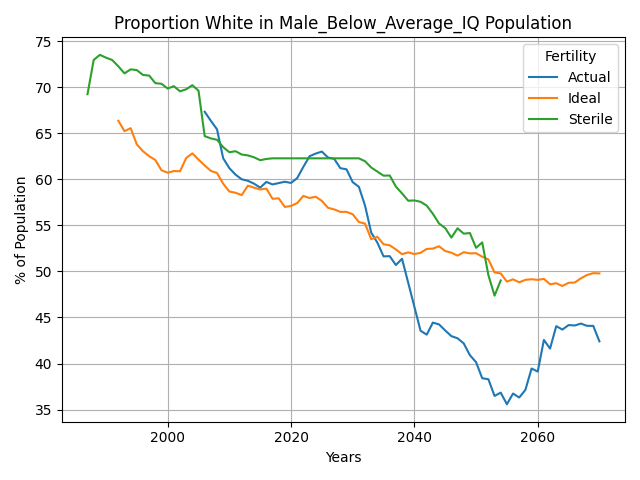 Proportion White in Male_Below_Average_IQ Population
75
70
65
60
55
50
45
40
35
% of Population
2000
2020
2040
2060
Years
Fertility
Actual
Ideal
Sterile